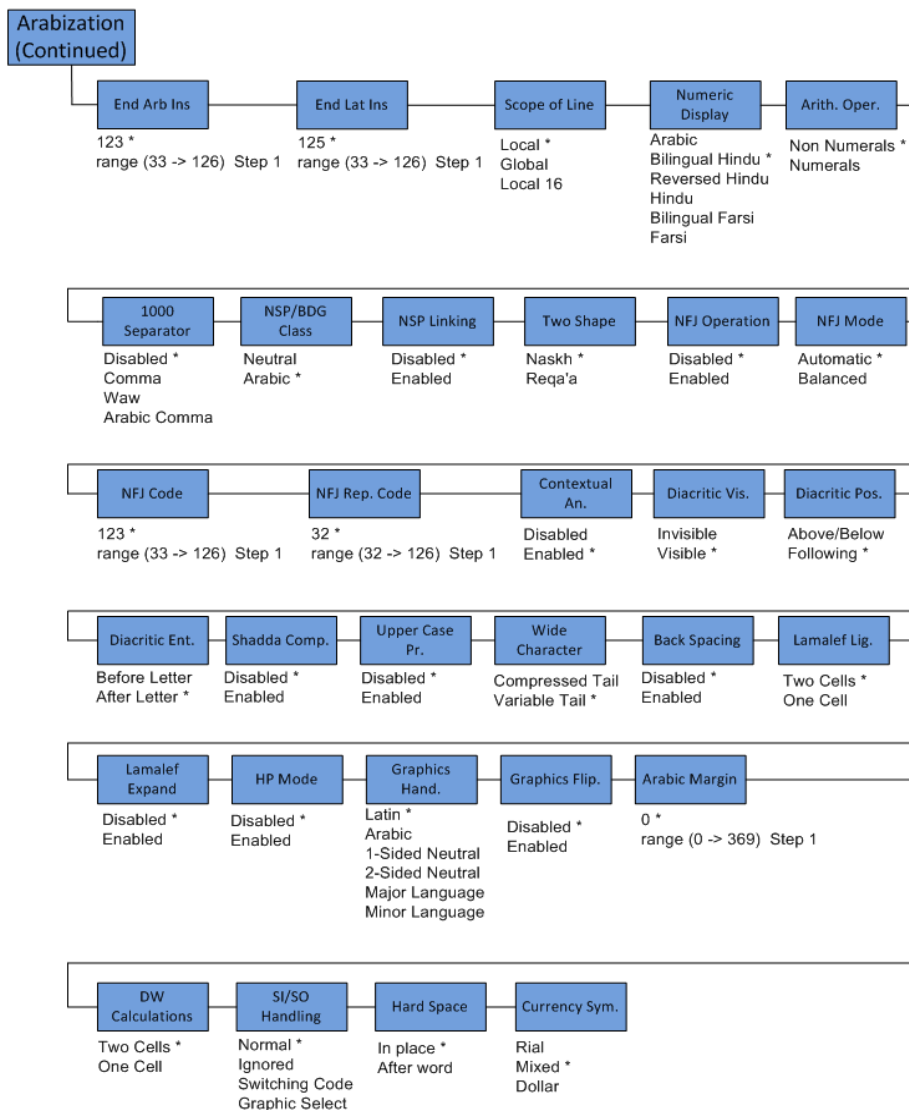 Arabization
(Continued)
End Arb Ins
123 *
range (33 -> 126)  Step 1
End Lat Ins
125 *
range (33 -> 126)  Step 1
Scope of Line
Local *
Global
Local 16
Numeric
Display
Arabic
Bilingual Hindu *
Reversed Hindu
Hindu
Bilingual Farsi
Farsi
Arith. Oper.
Non Numerals *
Numerals
1000
Separator
Disabled *
Comma
Waw
Arabic Comma
NSP/BDG
Class
Neutral
Arabic *
NSP Linking
Disabled *
Enabled
Two Shape
Naskh *
Reqa'a
NFJ Operation
Disabled *
Enabled
NFJ Mode
Automatic *
Balanced
NFJ Code
123 *
range (33 -> 126)  Step 1
NFJ Rep. Code
32 *
range (32 -> 126)  Step 1
Contextual
An.
Disabled
Enabled *
Diacritic Vis.
Invisible
Visible *
Diacritic Pos.
Above/Below
Following *
Diacritic Ent.
Before Letter
After Letter *
Shadda Comp.
Disabled *
Enabled
Upper Case
Pr.
Disabled *
Enabled
Wide
Character
Compressed Tail
Variable Tail *
Back Spacing
Disabled *
Enabled
Lamalef Lig.
Two Cells *
One Cell
Lamalef
Expand
Disabled *
Enabled
HP Mode
Disabled *
Enabled
Graphics
Hand.
Latin *
Arabic
1-Sided Neutral
2-Sided Neutral
Major Language
Minor Language
Graphics Flip.
Disabled *
Enabled
Arabic Margin
0 *
range (0 -> 369)  Step 1
DW
Calculations
Two Cells *
One Cell
SI/SO
Handling
Normal *
Ignored
Switching Code
Graphic Select
Hard Space
In place *
After word
Currency Sym.
Rial
Mixed *
Dollar